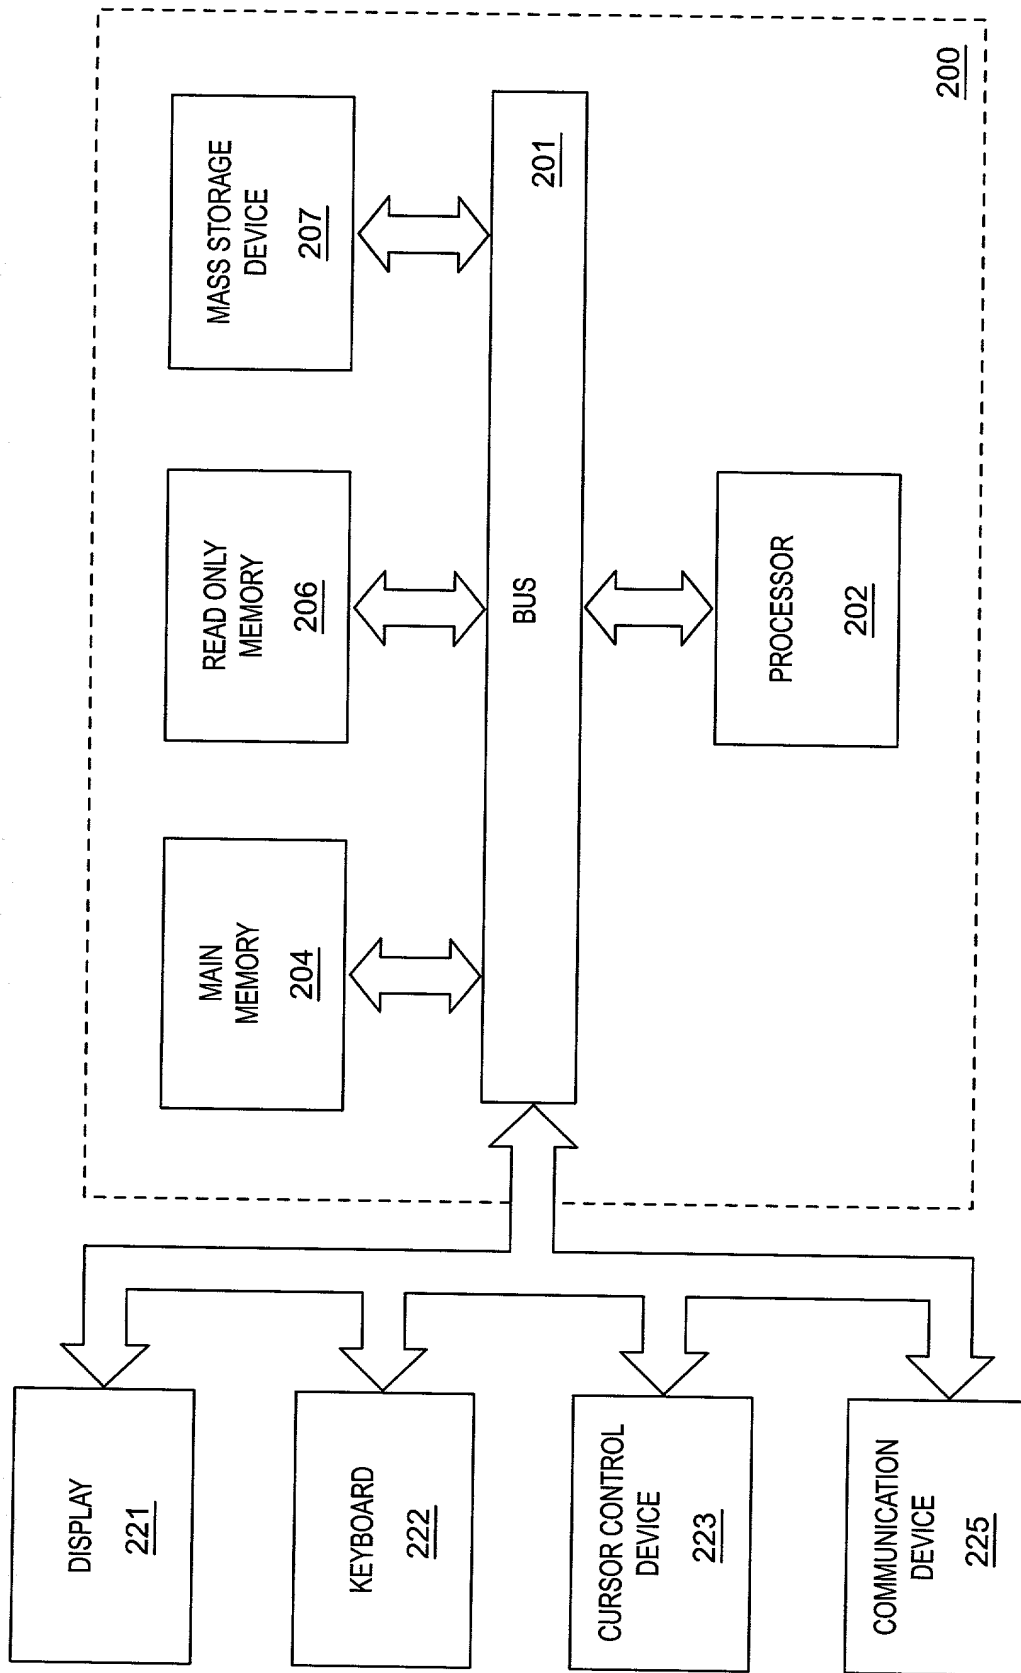 DISPLAY
221
KEYBOARD
222
CURSOR CONTROL
DEVICE
223
COMMUNICATION
DEVICE
225
MAIN
MEMORY
204
READ ONLY
MEMORY
206
MASS STORAGE
DEVICE
207
BUS
201
PROCESSOR
202
200